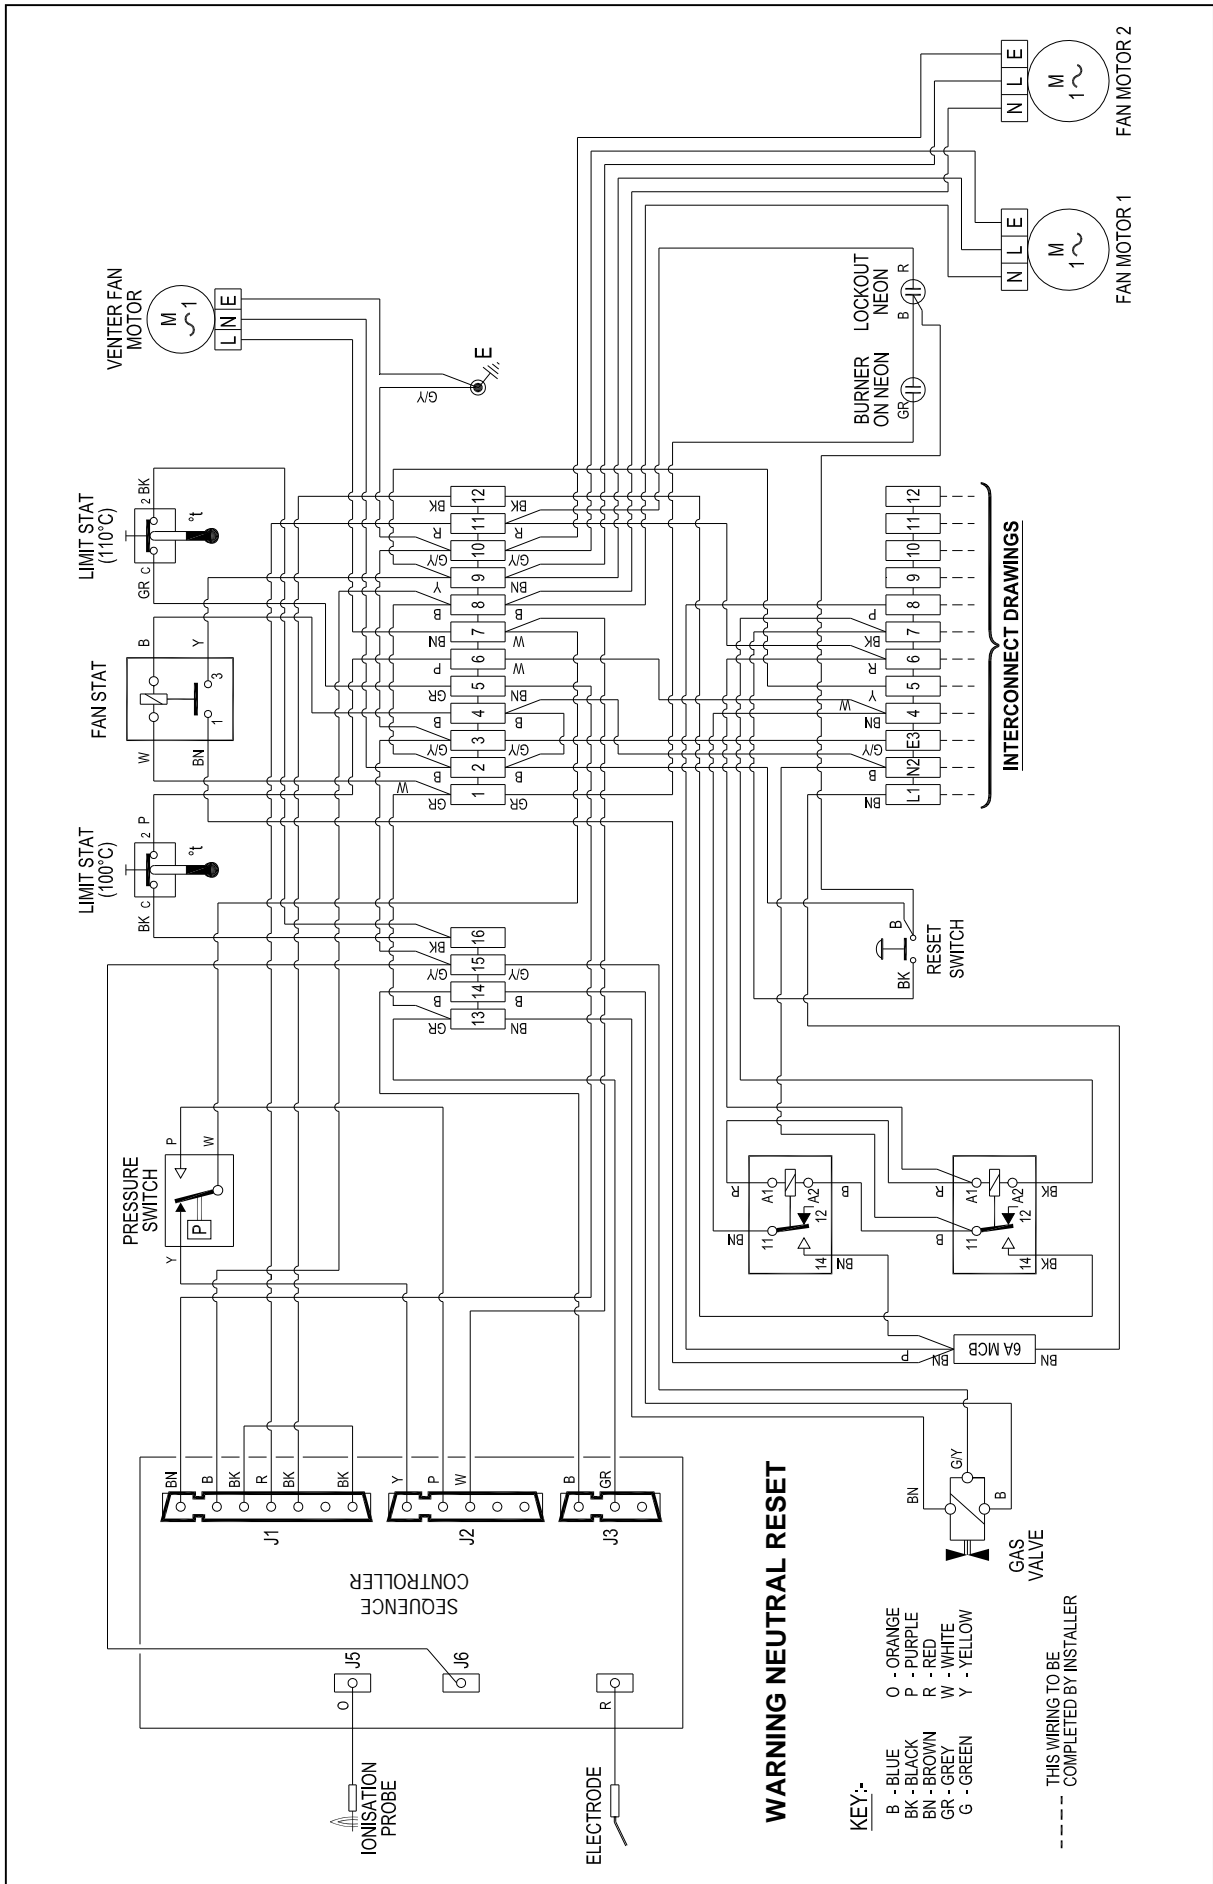 VENTER FAN
MOTOR
M
1
L N E
LIMIT STAT
(110°C)
GR C
2 BK
°t
FAN STAT
W
B
BN
Y
1
3
LIMIT STAT
(100°C)
BK C
2 P
°t
PRESSURE
SWITCH
Y
P
W
P
G/Y
E
FAN MOTOR 2
N L E
M
1
FAN MOTOR 1
N L E
M
1
LOCKOUT
NEON
B
R
BURNER
ON NEON
GR
GR W B G/Y B GR P BN B Y G/Y R BK
1 2 3 4 5 6 7 8 9 10 11 12
GR B G/Y B BN W W B BN G/Y R BK
GR B G/Y BK
13 14 15 16
BN B G/Y
L1 N2 E3 4 5 6 7 8 9 10 11 12
BN B G/Y BN W Y R BK P
INTERCONNECT DRAWINGS
RESET
SWITCH
BK
B
R
A1
A2
B
BN
11
12
14
BN
R
A1
A2
BK
B
11
12
14
BK
6A MCB
P
BN
BN
SEQUENCE
CONTROLLER
J1
BN B BK R BK BK
J2
Y P W
J3
B GR
J5
O
J6
R
IONISATION
PROBE
ELECTRODE
GAS
VALVE
BN
G/Y
B
WARNING NEUTRAL RESET
KEY:-
B - BLUE
BK - BLACK
BN - BROWN
GR - GREY
G - GREEN
O - ORANGE
P - PURPLE
R - RED
W - WHITE
Y - YELLOW
THIS WIRING TO BE
COMPLETED BY INSTALLER